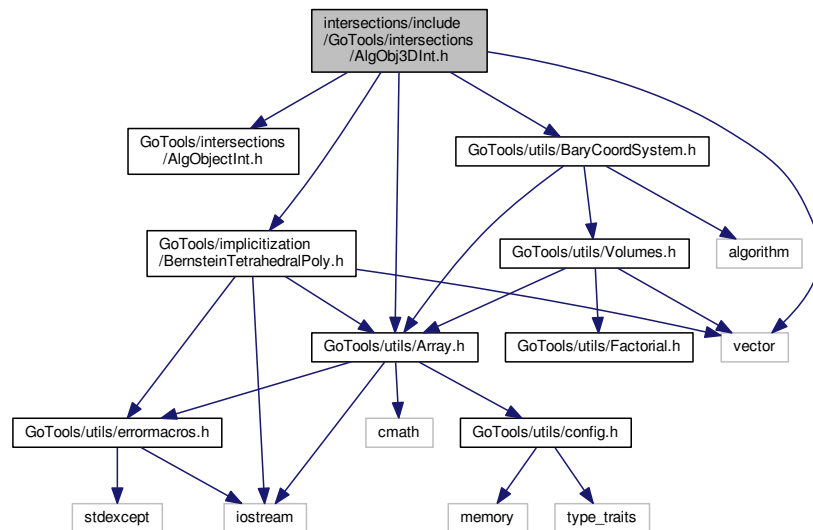 intersections/include
/GoTools/intersections
/AlgObj3DInt.h
GoTools/intersections
/AlgObjectInt.h
GoTools/utils/BaryCoordSystem.h
GoTools/implicitization
/BernsteinTetrahedralPoly.h
GoTools/utils/Volumes.h
algorithm
GoTools/utils/Array.h
GoTools/utils/Factorial.h
vector
GoTools/utils/errormacros.h
cmath
GoTools/utils/config.h
stdexcept
iostream
memory
type_traits